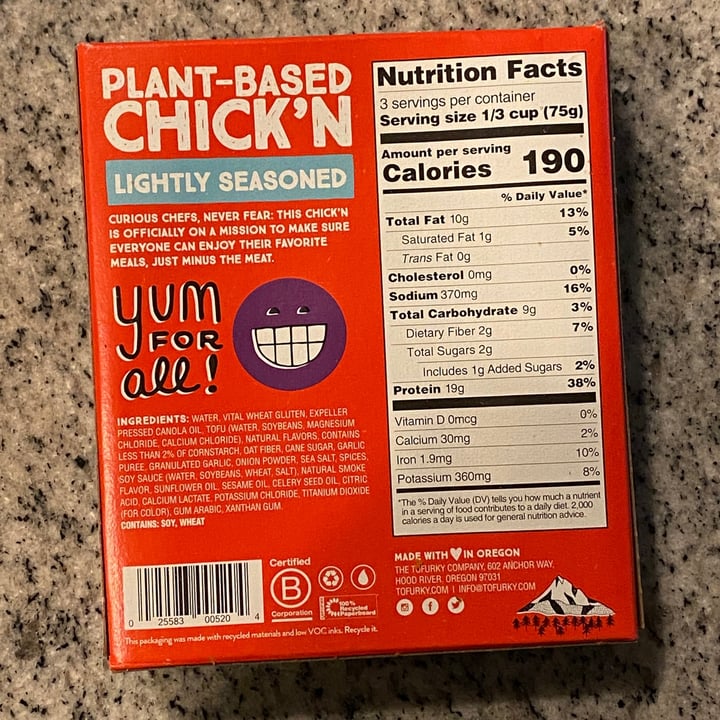 PLANT-BASED
CHICK'N
LIGHTLY SEASONED
CURIOUS CHEFS, NEVER FEAR: THIS CHICK'N
IS OFFICIALLY ON A MISSION TO MAKE SURE
EVERYONE CAN ENJOY THEIR FAVORITE
MEALS, JUST MINUS THE MEAT.
yum
FOR
all!
INGREDIENTS: WATER, VITAL WHEAT GLUTEN, EXPELLER
PRESSED CANOLA OIL, TOFU (WATER, SOYBEANS, MAGNESIUM
CHLORIDE, CALCIUM CHLORIDE), NATURAL FLAVORS, CONTAINS
LESS THAN 2% OF CORNSTARCH, OAT FIBER, CANE SUGAR, GARLIC
PUREE, GRANULATED GARLIC, ONION POWDER, SEA SALT, SPICES,
SOY SAUCE (WATER, SOYBEANS, WHEAT, SALT), NATURAL SMOKE
FLAVOR, SUNFLOWER OIL, SESAME OIL, CELERY SEED OIL, CITRIC
ACID, CALCIUM LACTATE, POTASSIUM CHLORIDE, TITANIUM DIOXIDE
(FOR COLOR), GUM ARABIC, XANTHAN GUM.
CONTAINS: SOY, WHEAT
0 25583 00520 4
Certified
B
Corporation
100%
Recycled
Paperboard
This packaging was made with recycled materials and low VOC inks. Recycle it.
Nutrition Facts
3 servings per container
Serving size 1/3 cup (75g)
Amount per serving
Calories 190
% Daily Value*
Total Fat 10g 13%
Saturated Fat 1g 5%
Trans Fat 0g
Cholesterol 0mg 0%
Sodium 370mg 16%
Total Carbohydrate 9g 3%
Dietary Fiber 2g 7%
Total Sugars 2g
Includes 1g Added Sugars 2%
Protein 19g 38%
Vitamin D 0mcg 0%
Calcium 30mg 2%
Iron 1.9mg 10%
Potassium 360mg 8%
*The % Daily Value (DV) tells you how much a nutrient
in a serving of food contributes to a daily diet. 2,000
calories a day is used for general nutrition advice.
MADE WITH ♥ IN OREGON
THE TOFURKY COMPANY, 602 ANCHOR WAY,
HOOD RIVER, OREGON 97031
TOFURKY.COM | INFO@TOFURKY.COM